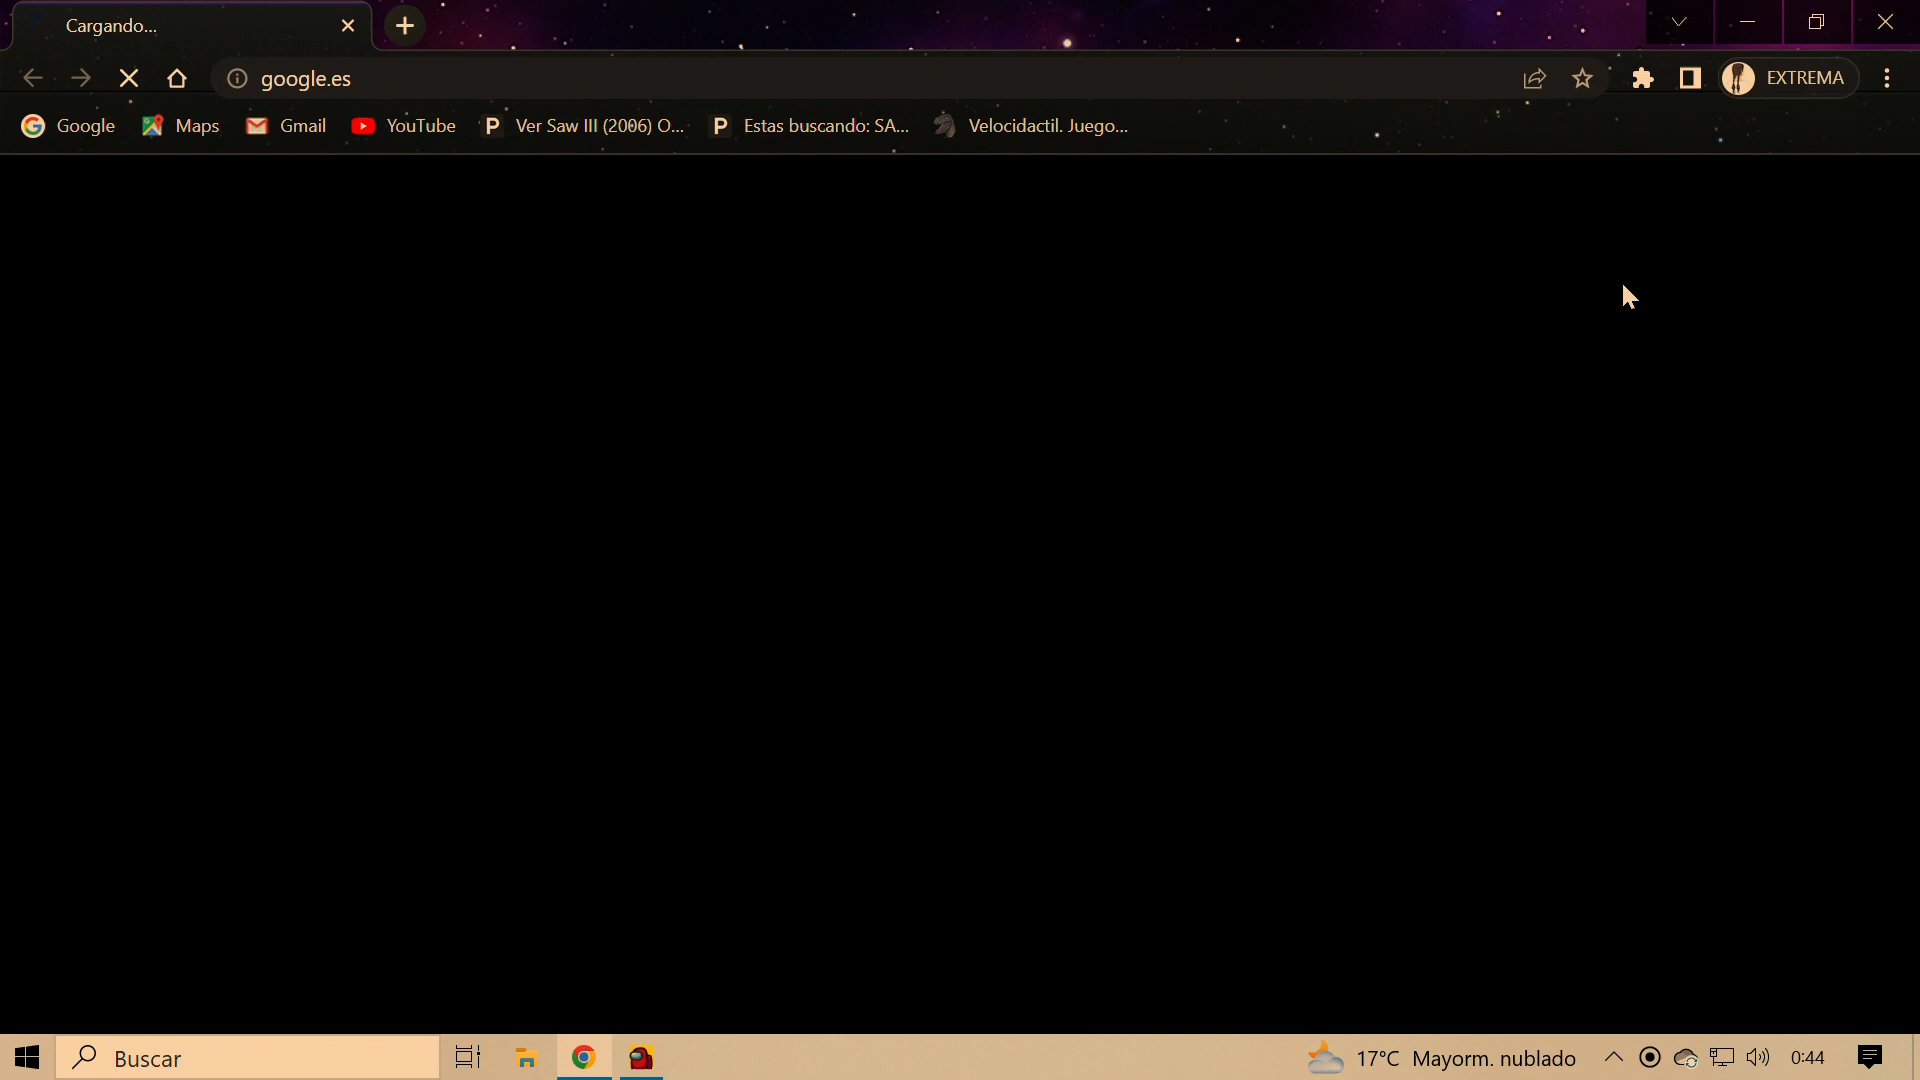 Cargando...
google.es
EXTREMA
Google
Maps
Gmail
YouTube
Ver Saw III (2006) O...
Estas buscando: SA...
Velocidactil. Juego...
Buscar
17°C Mayorm. nublado
0:44